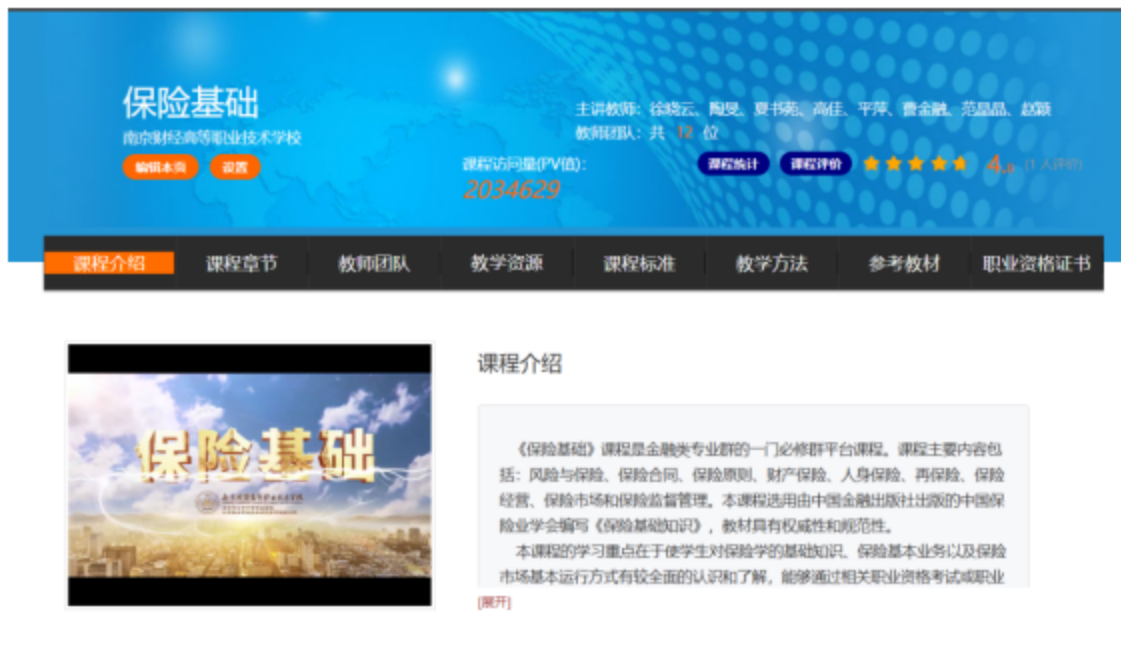 保险基础
南京财经高等职业技术学校
编辑本页 设置
主讲教师: 徐晓云、陶旻、夏书苑、高佳、平萍、曹金融、范晶晶、赵颖
教师团队: 共 12 位
课程访问量(PV值):
2034629
课程统计 课程评价 (1 人评价)
课程介绍 课程章节 教师团队 教学资源 课程标准 教学方法 参考教材 职业资格证书
保险基础
课程介绍
《保险基础》课程是金融类专业群的一门必修群平台课程。课程主要内容包
括：风险与保险、保险合同、保险原则、财产保险、人身保险、再保险、保险
经营、保险市场和保险监督管理。本课程选用由中国金融出版社出版的中国保
险业学会编写《保险基础知识》，教材具有权威性和规范性。
本课程的学习重点在于使学生对保险学的基础知识、保险基本业务以及保险
市场基本运行方式有较全面的认识和了解，能够通过相关职业资格考试或职业
[展开]